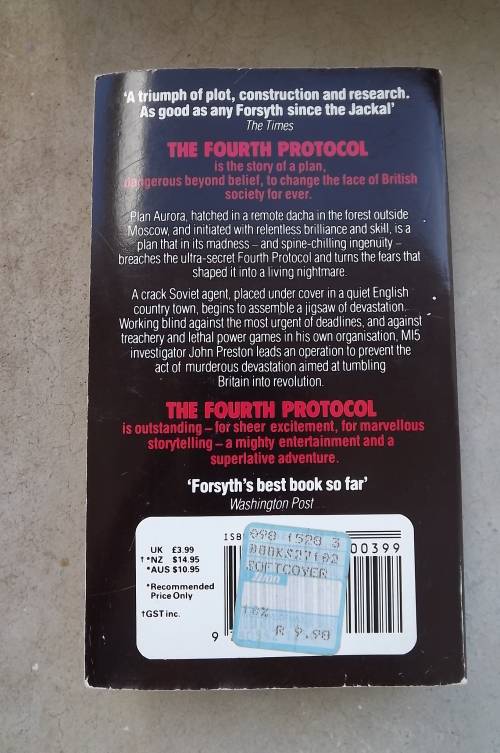 'A triumph of plot, construction and research.
As good as any Forsyth since the Jackal'
The Times
THE FOURTH PROTOCOL
is the story of a plan,
dangerous beyond belief, to change the face of British
society for ever.
Plan Aurora, hatched in a remote dacha in the forest outside
Moscow, and initiated with relentless brilliance and skill, is a
plan that in its madness – and spine-chilling ingenuity –
breaches the ultra-secret Fourth Protocol and turns the fears that
shaped it into a living nightmare.
A crack Soviet agent, placed under cover in a quiet English
country town, begins to assemble a jigsaw of devastation.
Working blind against the most urgent of deadlines, and against
treachery and lethal power games in his own organisation, MI5
investigator John Preston leads an operation to prevent the
act of murderous devastation aimed at tumbling
Britain into revolution.
THE FOURTH PROTOCOL
is outstanding – for sheer excitement, for marvellous
storytelling – a mighty entertainment and a
superlative adventure.
'Forsyth's best book so far'
Washington Post
UK £3.99
†*NZ $14.95
*AUS $10.95
*Recommended
Price Only
†GST inc.
ISB
00399
098 1528 3
SOFTCOVER
R 9.98
9